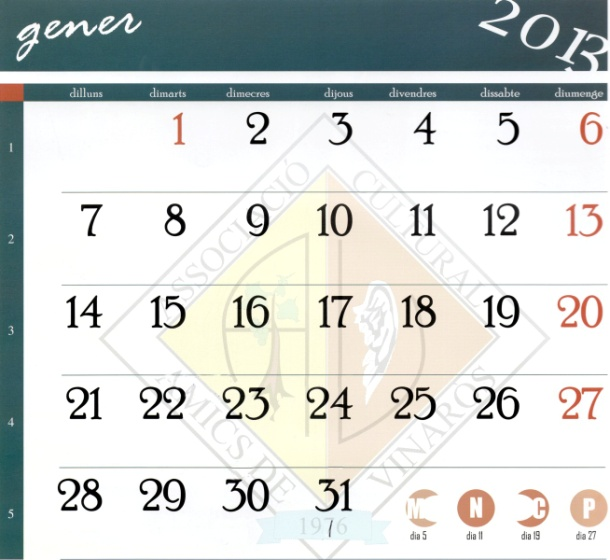 gener 2013
dilluns dimarts dimecres dijous divendres dissabte diumenge
1 1 2 3 4 5 6
2 7 8 9 10 11 12 13
3 14 15 16 17 18 19 20
4 21 22 23 24 25 26 27
5 28 29 30 31
M N C P
dia 5 dia 11 dia 19 dia 27
ASSOCIACIÓ CULTURAL
AMICS DE VINARÒS
1976